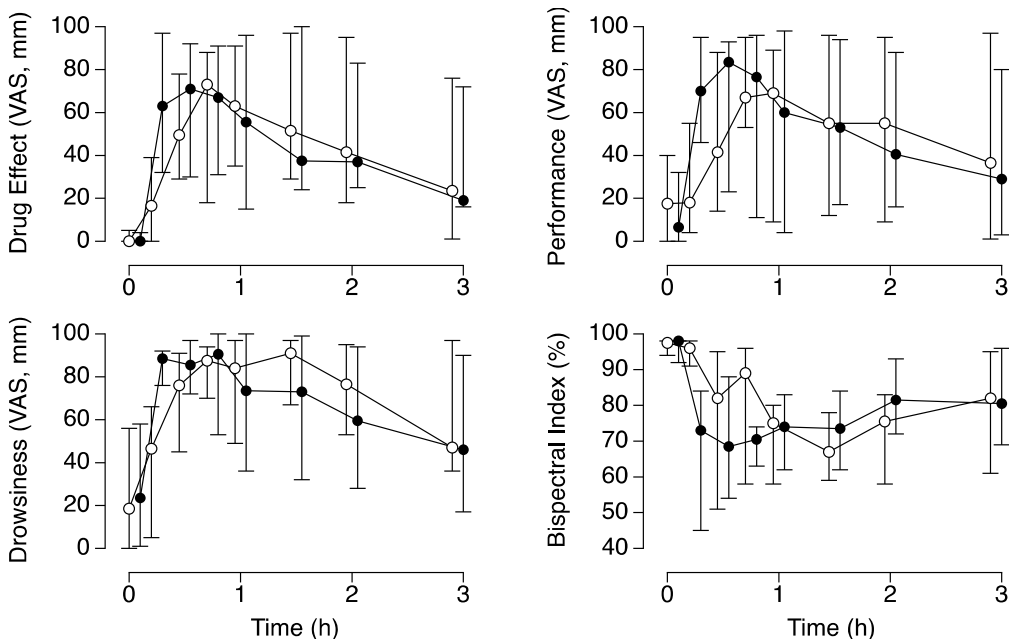 Drug Effect (VAS, mm)
100
80
60
40
20
0
0 1 2 3
Performance (VAS, mm)
100
80
60
40
20
0
0 1 2 3
Drowsiness (VAS, mm)
100
80
60
40
20
0
0 1 2 3
Time (h)
Bispectral Index (%)
100
90
80
70
60
50
40
0 1 2 3
Time (h)